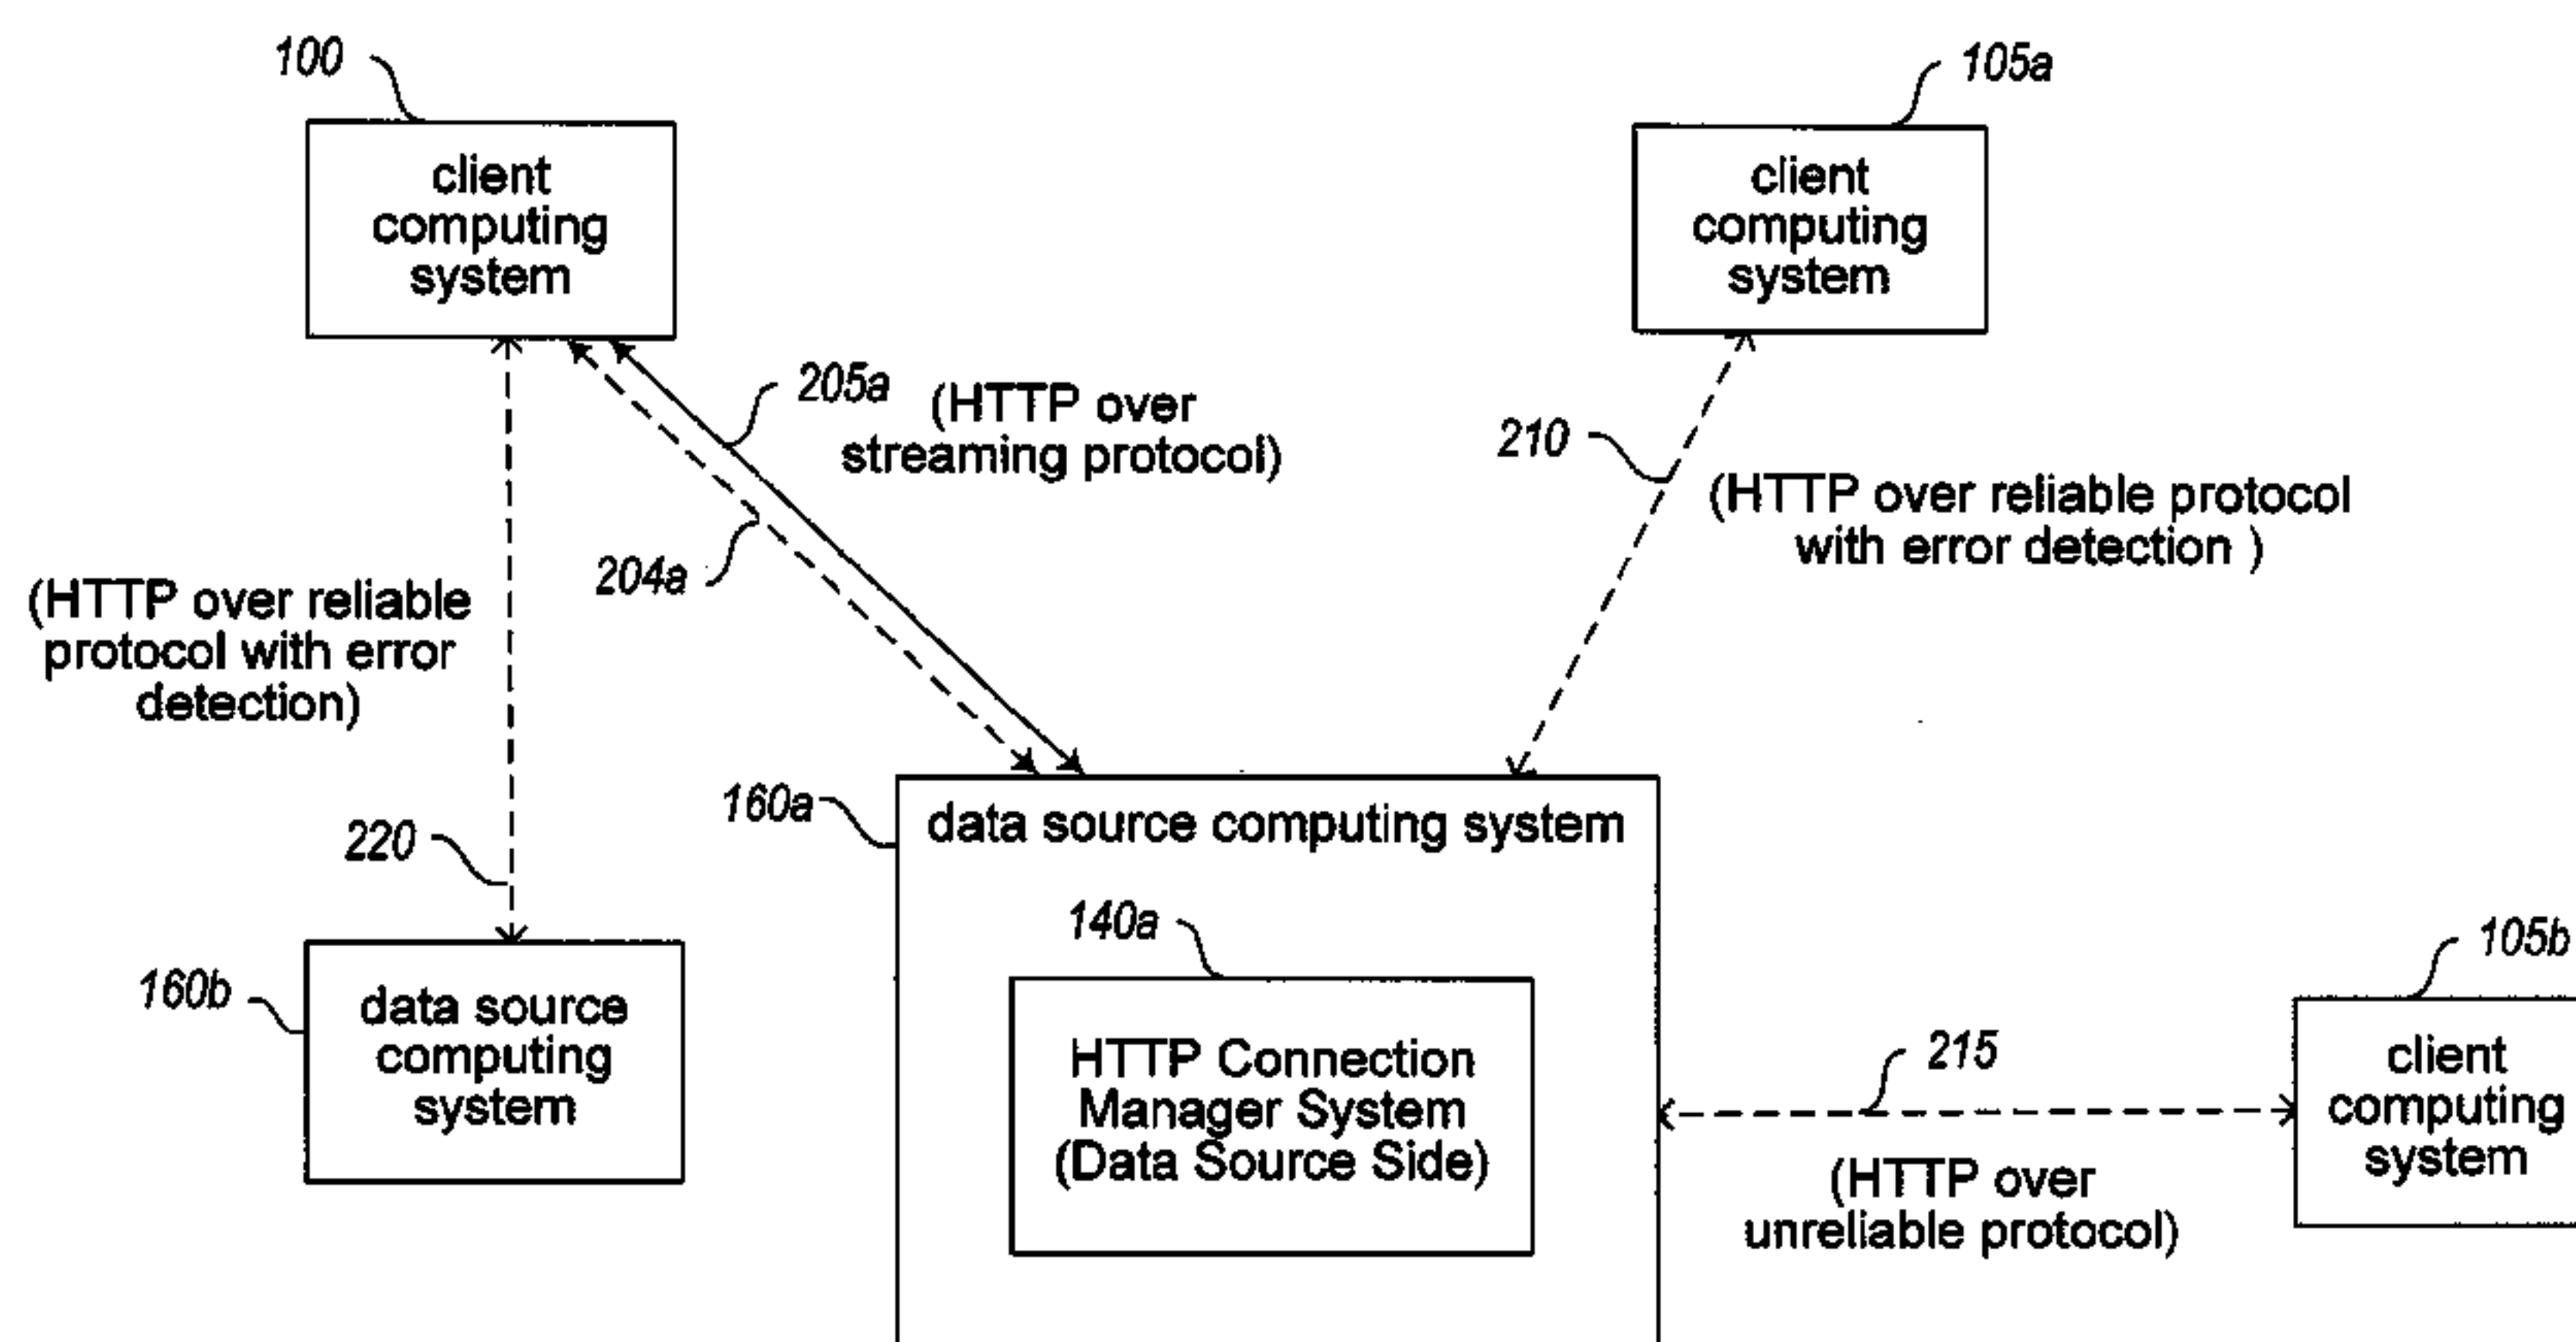 100
client
computing
system
105a
client
computing
system
205a
(HTTP over
streaming protocol)
204a
210
(HTTP over reliable protocol
with error detection )
(HTTP over reliable
protocol with error
detection)
220
160b
data source
computing
system
160a
data source computing system
140a
HTTP Connection
Manager System
(Data Source Side)
215
(HTTP over
unreliable protocol)
105b
client
computing
system